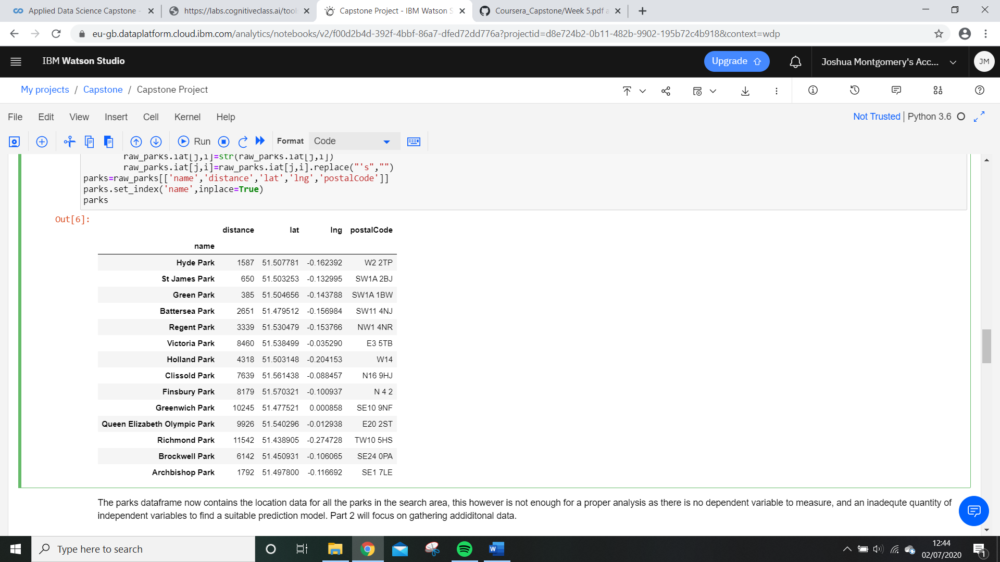 Applied Data Science Capstone -
https://labs.cognitiveclass.ai/tool
Capstone Project - IBM Watson S
Coursera_Capstone/Week 5.pdf a
eu-gb.dataplatform.cloud.ibm.com/analytics/notebooks/v2/f00d2b4d-392f-4bbf-86a7-dfed72dd776a?projectid=d8e724b2-0b11-482b-9902-195b72c4b918&context=wdp
IBM Watson Studio
Upgrade
Joshua Montgomery's Acc...
JM
My projects / Capstone / Capstone Project
File Edit View Insert Cell Kernel Help
Not Trusted | Python 3.6
Run
Format
Code
raw_parks.iat[j,i]=str(raw_parks.iat[j,i])
raw_parks.iat[j,i]=raw_parks.iat[j,i].replace("'s","")
parks=raw_parks[['name','distance','lat','lng','postalCode']]
parks.set_index('name',inplace=True)
parks
Out[6]:
distance lat lng postalCode
name
Hyde Park 1587 51.507781 -0.162392 W2 2TP
St James Park 650 51.503253 -0.132995 SW1A 2BJ
Green Park 385 51.504656 -0.143788 SW1A 1BW
Battersea Park 2651 51.479512 -0.156984 SW11 4NJ
Regent Park 3339 51.530479 -0.153766 NW1 4NR
Victoria Park 8460 51.538499 -0.035290 E3 5TB
Holland Park 4318 51.503148 -0.204153 W14
Clissold Park 7639 51.561438 -0.088457 N16 9HJ
Finsbury Park 8179 51.570321 -0.100937 N 4 2
Greenwich Park 10245 51.477521 0.000858 SE10 9NF
Queen Elizabeth Olympic Park 9926 51.540296 -0.012938 E20 2ST
Richmond Park 11542 51.438905 -0.274728 TW10 5HS
Brockwell Park 6142 51.450931 -0.106065 SE24 0PA
Archbishop Park 1792 51.497800 -0.116692 SE1 7LE
The parks dataframe now contains the location data for all the parks in the search area, this however is not enough for a proper analysis as there is no dependent variable to measure, and an inadequte quantity of
independent variables to find a suitable prediction model. Part 2 will focus on gathering addiditonal data.
Type here to search
12:44
02/07/2020
1